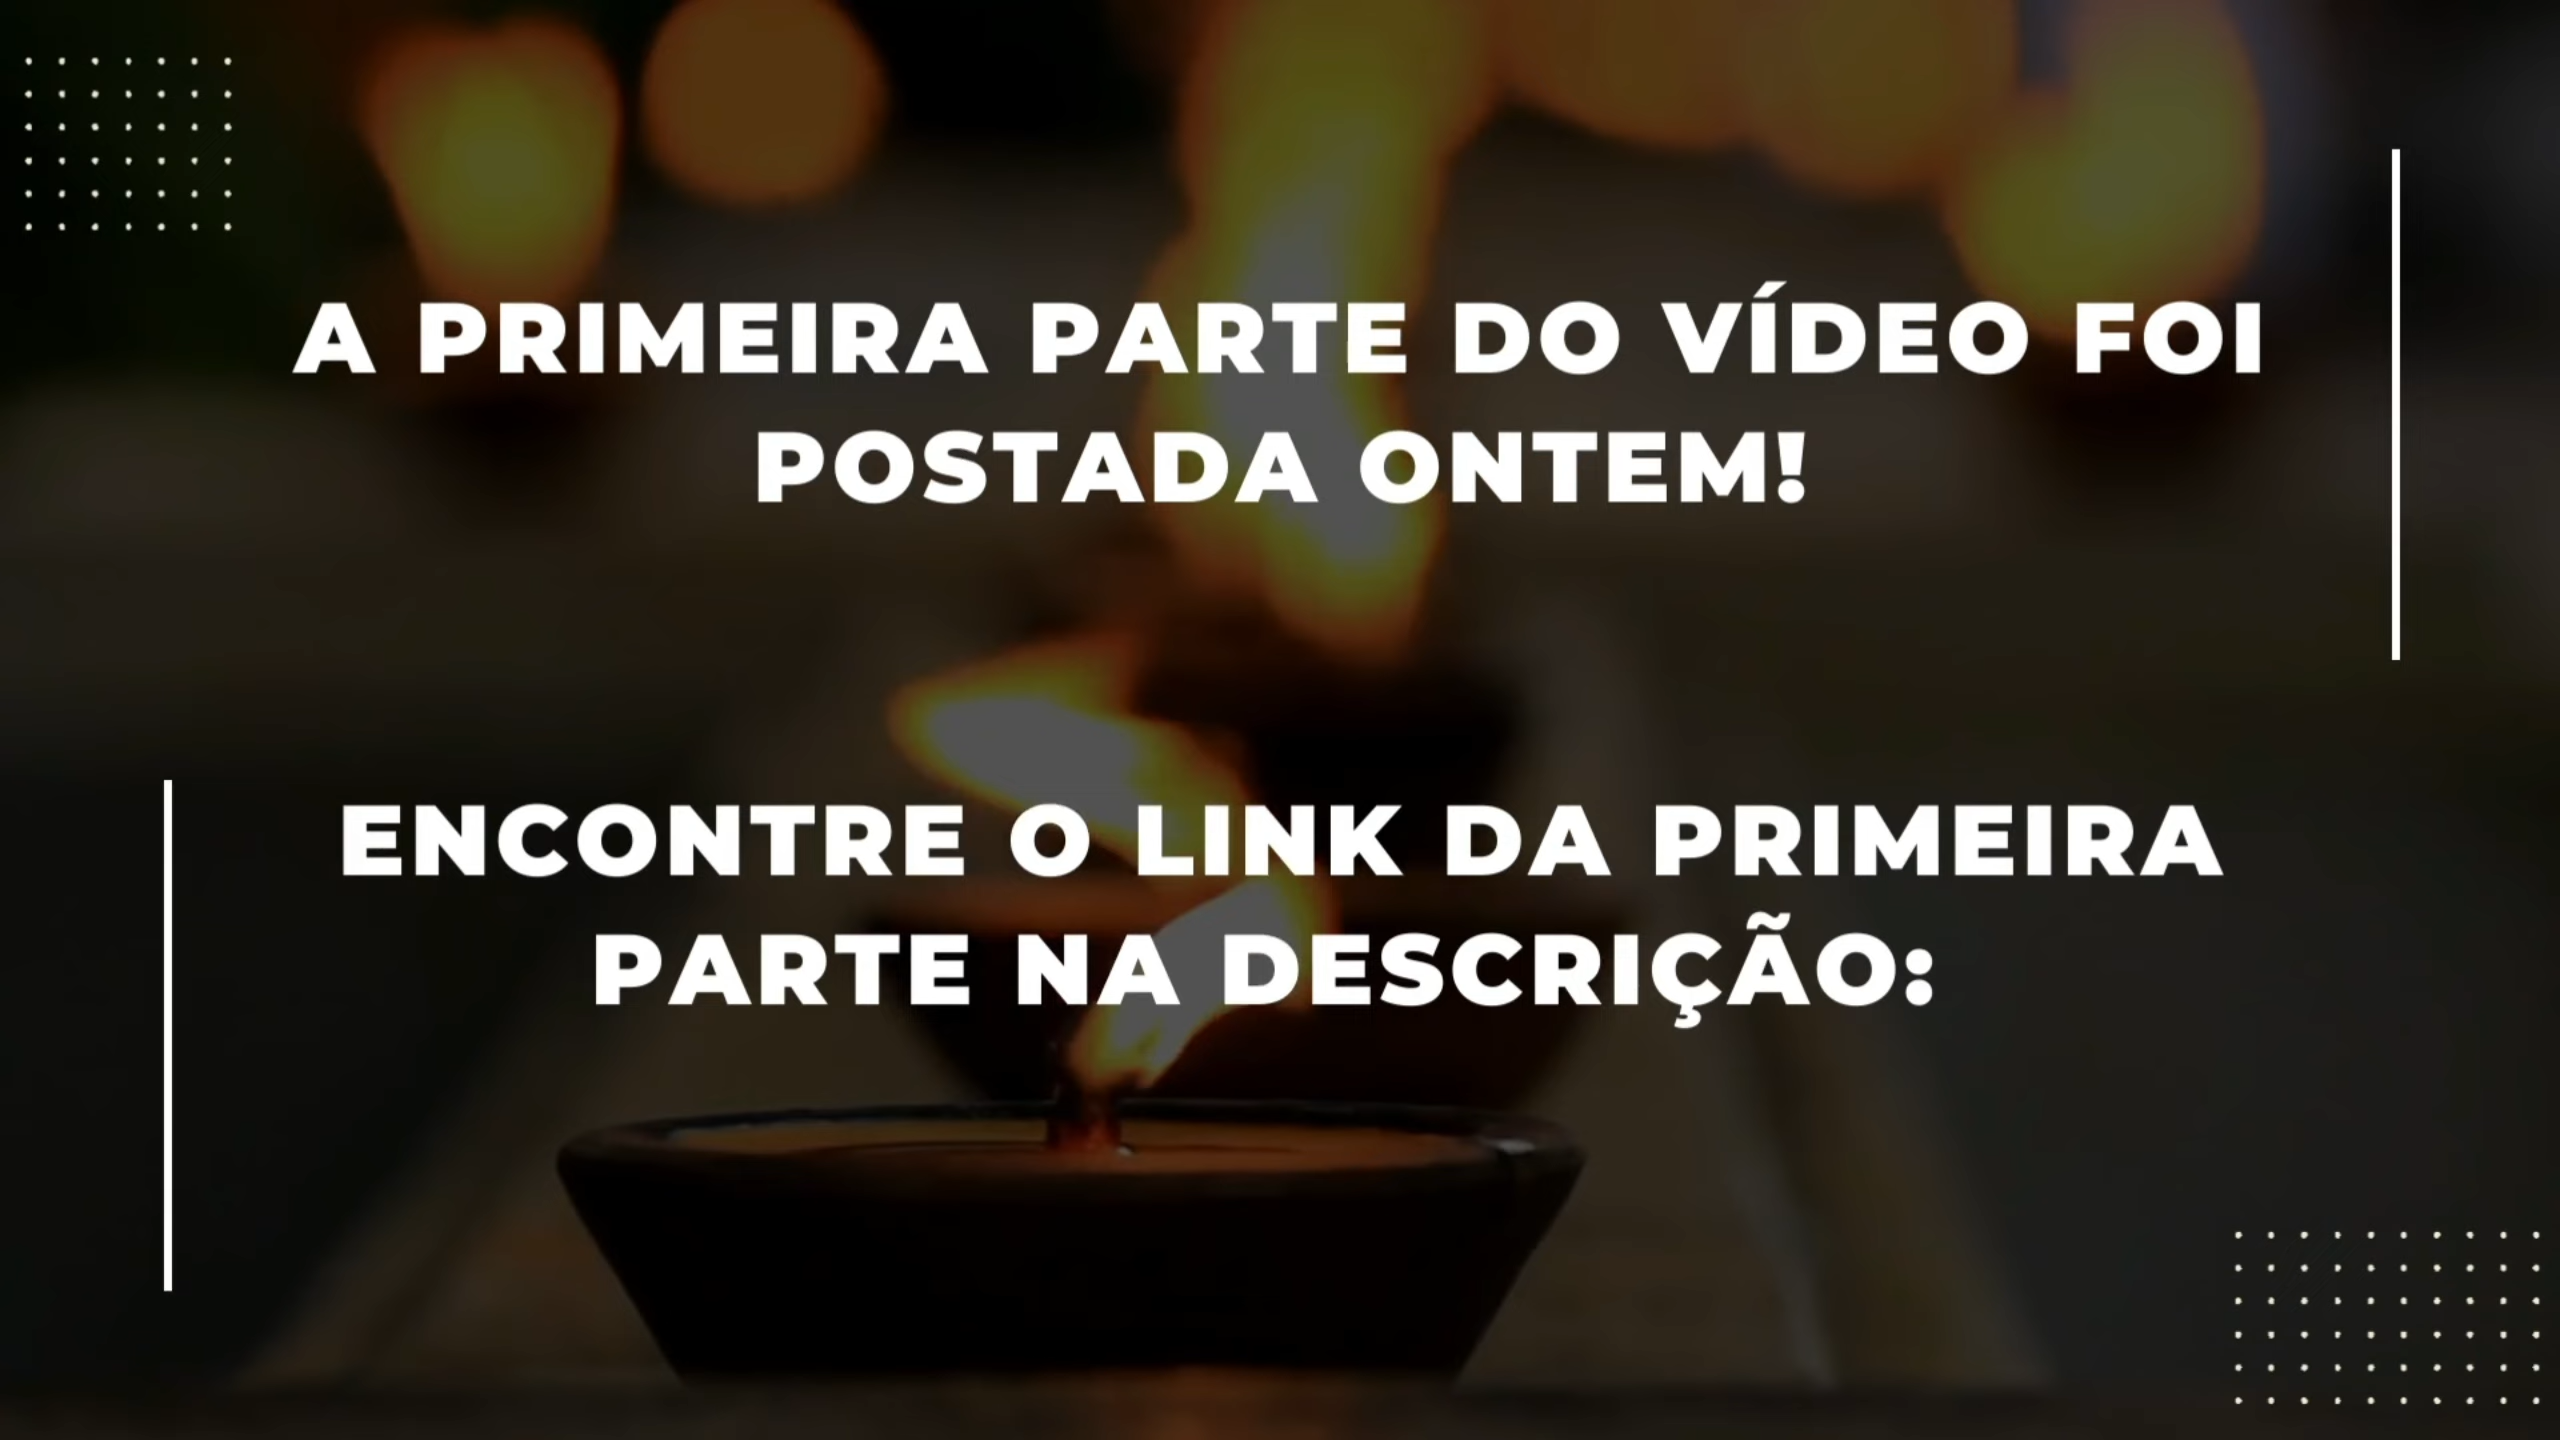 A PRIMEIRA PARTE DO VÍDEO FOI
POSTADA ONTEM!
ENCONTRE O LINK DA PRIMEIRA
PARTE NA DESCRIÇÃO: